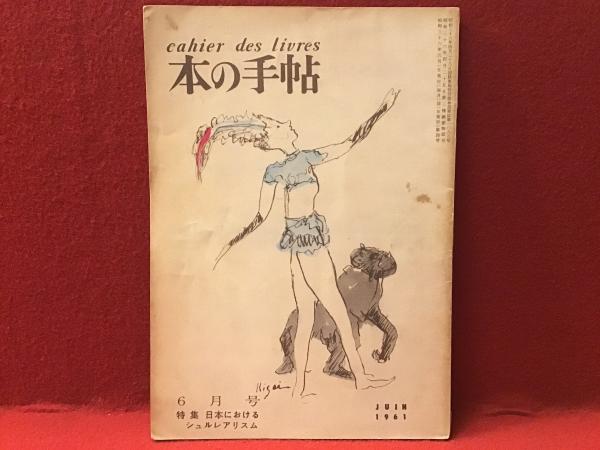 cahier des livres
本の手帖
6月号
特集 日本における
シュルレアリスム
JUIN
1961